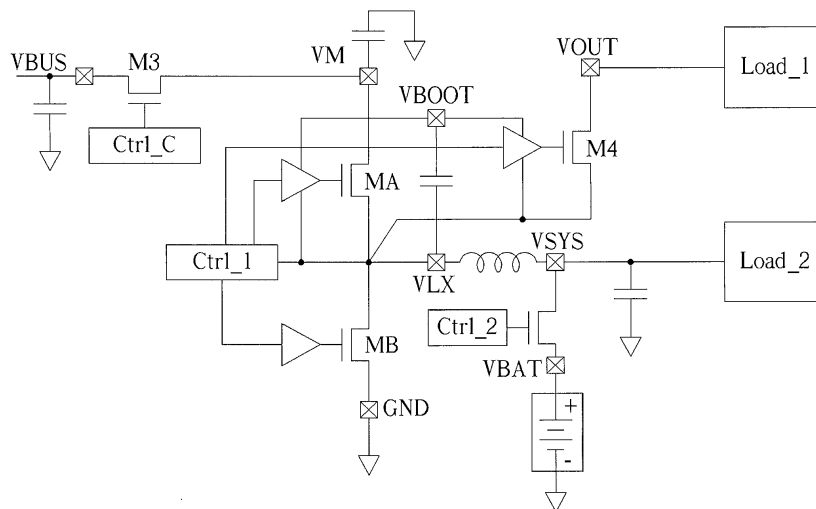 VM
VOUT
VBUS
M3
Load_1
VBOOT
Ctrl_C
M4
MA
Ctrl_1
VSYS
Load_2
VLX
Ctrl_2
MB
VBAT
GND
+
-